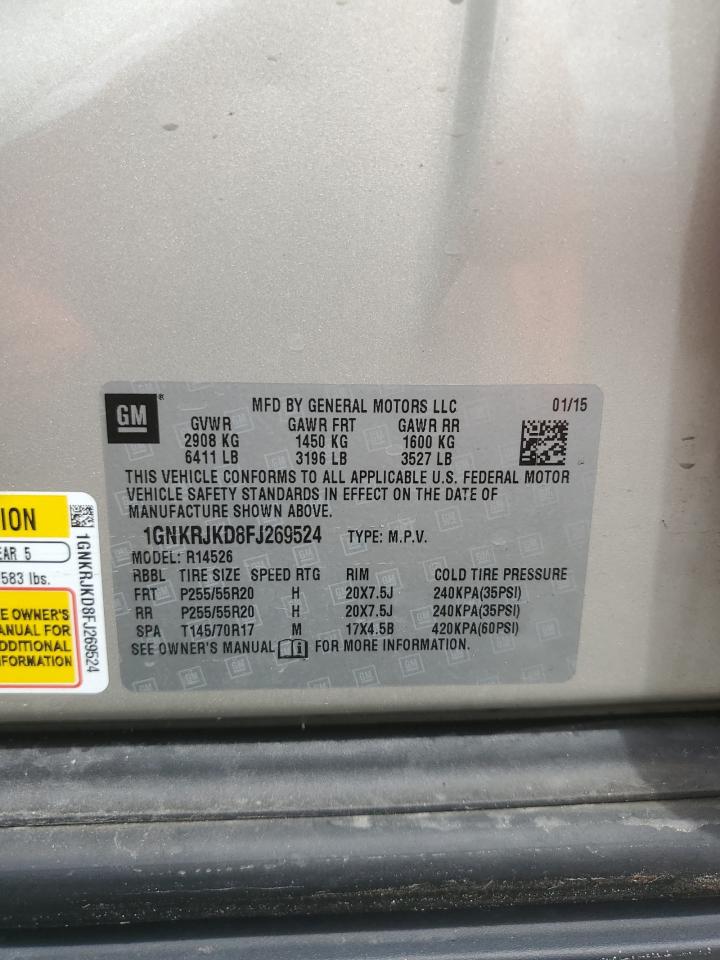 GM ®
MFD BY GENERAL MOTORS LLC 01/15
GVWR GAWR FRT GAWR RR
2908 KG 1450 KG 1600 KG
6411 LB 3196 LB 3527 LB
THIS VEHICLE CONFORMS TO ALL APPLICABLE U.S. FEDERAL MOTOR
VEHICLE SAFETY STANDARDS IN EFFECT ON THE DATE OF
MANUFACTURE SHOWN ABOVE.
1GNKRJKD8FJ269524 TYPE: M.P.V.
MODEL: R14526
RBBL TIRE SIZE SPEED RTG RIM COLD TIRE PRESSURE
FRT P255/55R20 H 20X7.5J 240KPA(35PSI)
RR P255/55R20 H 20X7.5J 240KPA(35PSI)
SPA T145/70R17 M 17X4.5B 420KPA(60PSI)
SEE OWNER'S MANUAL i FOR MORE INFORMATION.
TION
EAR 5
583 lbs.
E OWNER'S
ANUAL FOR
DDITIONAL
FORMATION
1GNKRJKD8FJ269524